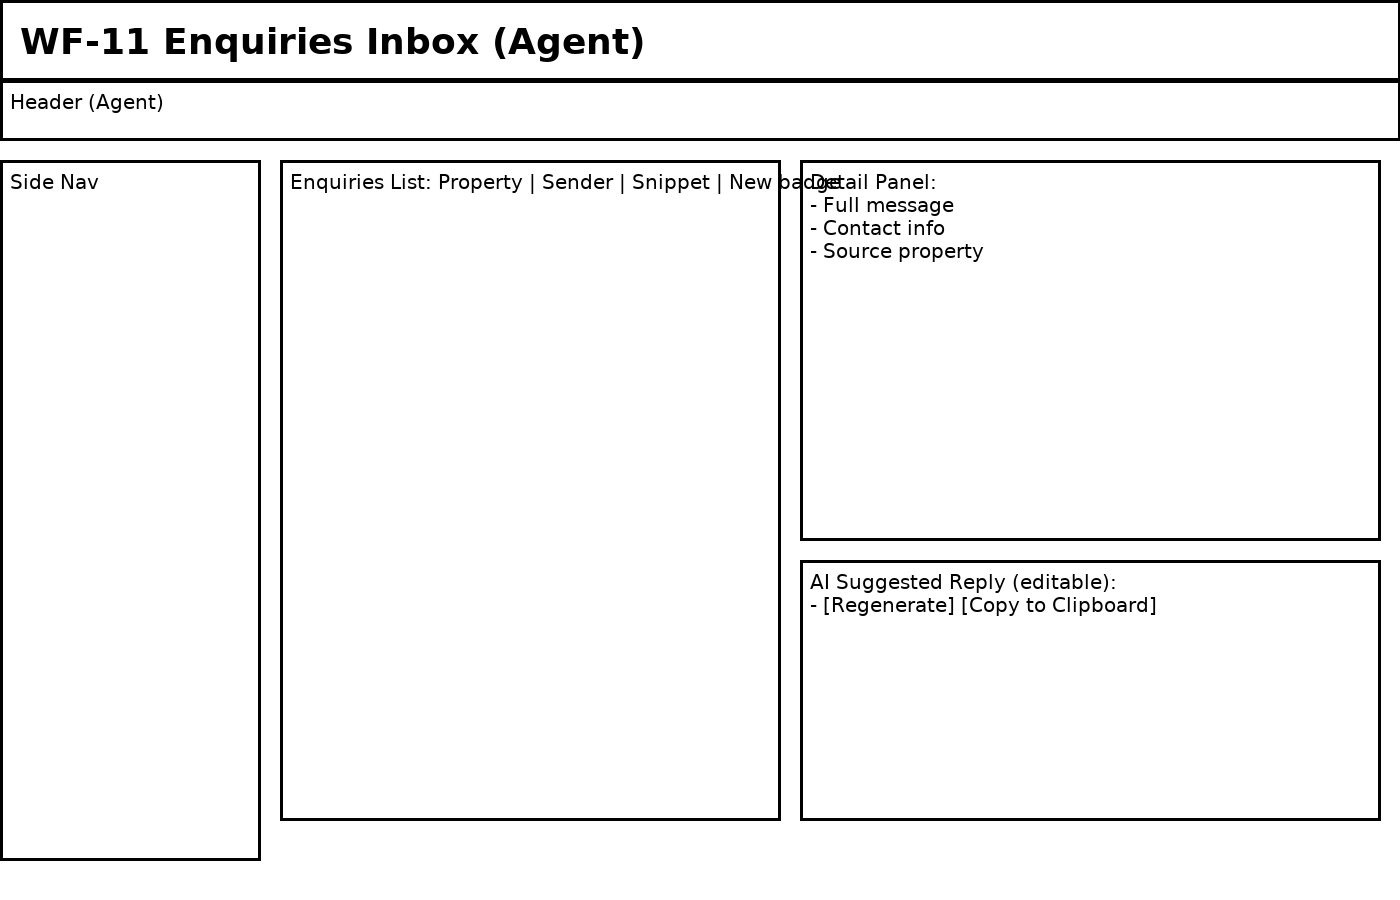 WF-11 Enquiries Inbox (Agent)
Header (Agent)
Side Nav
Enquiries List: Property | Sender | Snippet | New badge
Detail Panel:
- Full message
- Contact info
- Source property
AI Suggested Reply (editable):
- [Regenerate] [Copy to Clipboard]